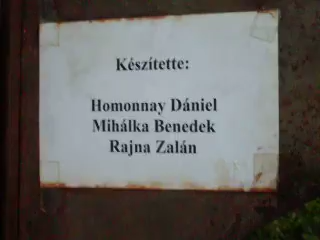 Készítette:
Homonnay Dániel
Mihálka Benedek
Rajna Zalán